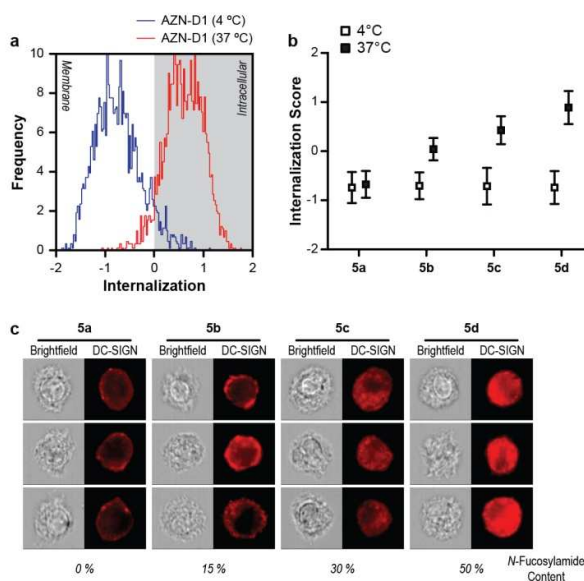 a
AZN-D1 (4 ºC)
AZN-D1 (37 ºC)
10
8
6
4
2
0
Frequency
Membrane
Intracellular
-2
-1
0
1
2
Internalization
b
4°C
37°C
2
1
0
-1
-2
Internalization Score
5a
5b
5c
5d
c
5a 5b 5c 5d
Brightfield DC-SIGN Brightfield DC-SIGN Brightfield DC-SIGN Brightfield DC-SIGN
0 % 15 % 30 % 50 % N-Fucosylamide
Content